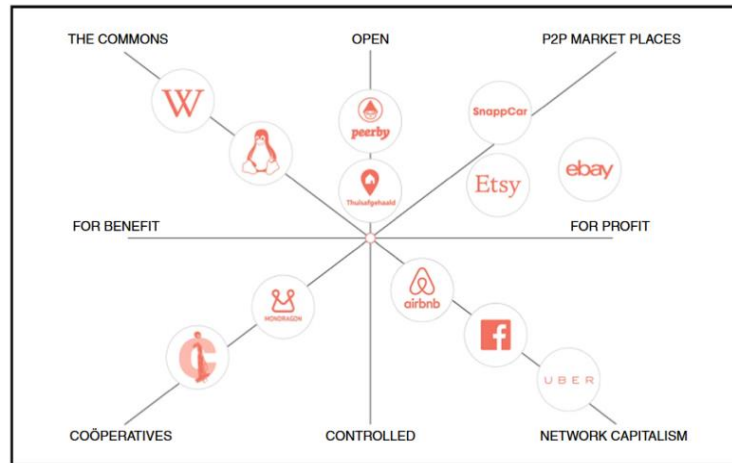 THE COMMONS
OPEN
P2P MARKET PLACES
W
peerby
SnappCar
Thuisafgehaald
Etsy
ebay
FOR BENEFIT
FOR PROFIT
MONDRAGON
airbnb
C
f
UBER
COÖPERATIVES
CONTROLLED
NETWORK CAPITALISM